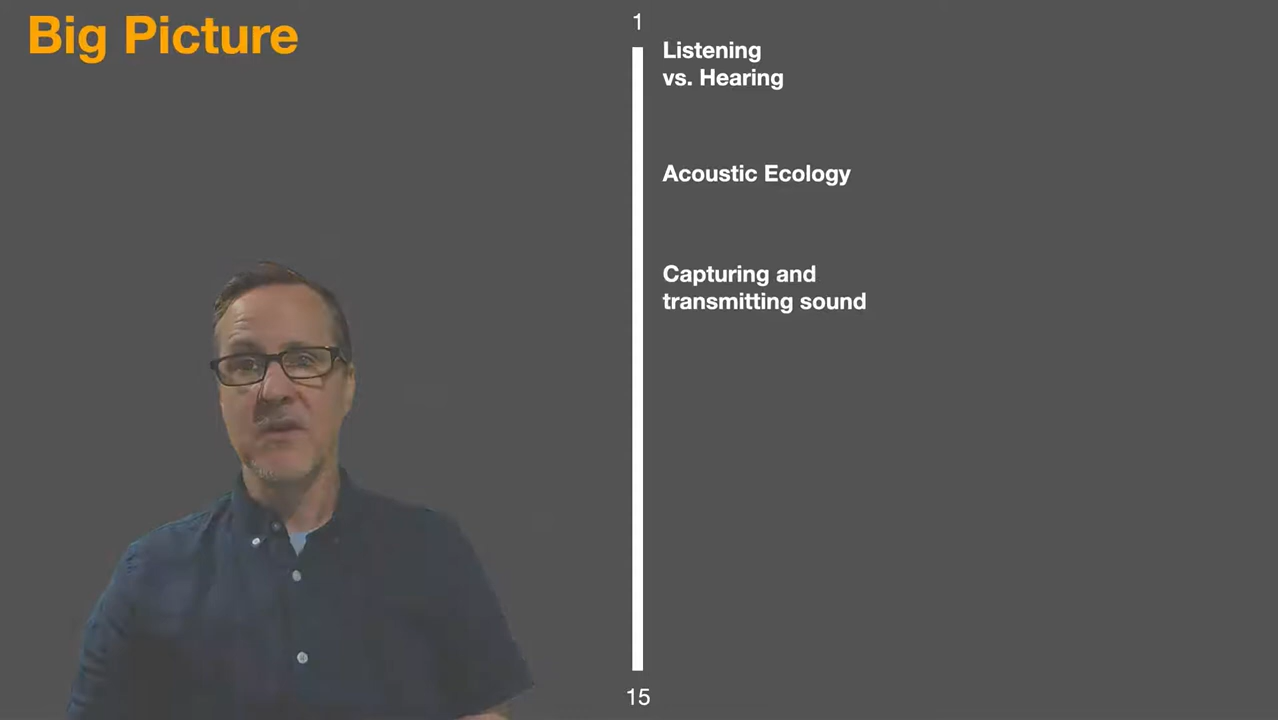 Big Picture
1
Listening
vs. Hearing
Acoustic Ecology
Capturing and
transmitting sound
15